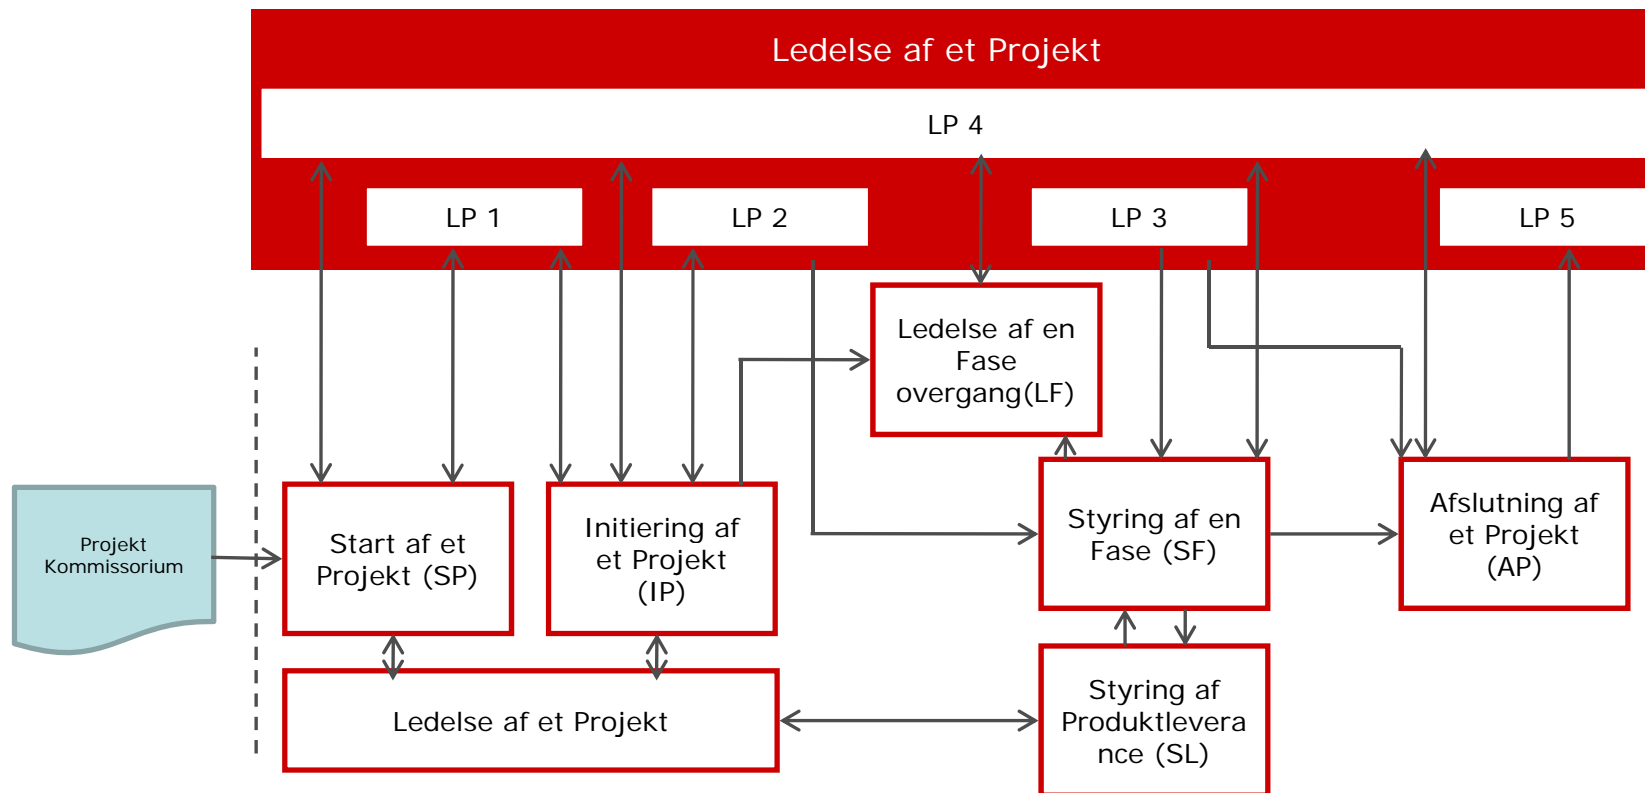 Ledelse af et Projekt
LP 4
LP 1
LP 2
LP 3
LP 5
Ledelse af en
Fase
overgang(LF)
Projekt
Kommissorium
Start af et
Projekt (SP)
Initiering af
et Projekt
(IP)
Styring af en
Fase (SF)
Afslutning af
et Projekt
(AP)
Ledelse af et Projekt
Styring af
Produktlevera
nce (SL)